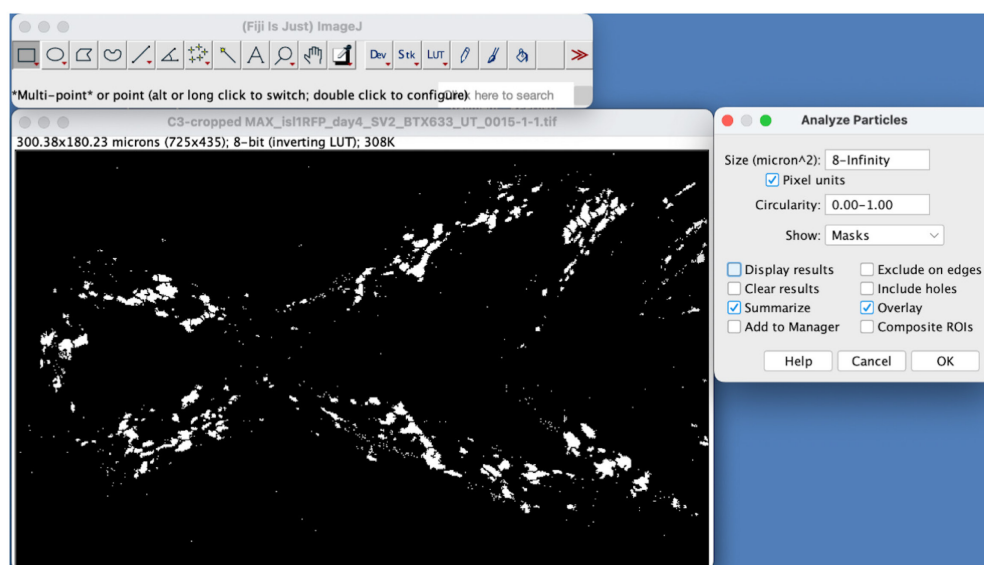 (Fiji Is Just) ImageJ
Dev Stk LUT
*Multi-point* or point (alt or long click to switch; double click to configure) here to search
C3-cropped MAX_isl1RFP_day4_SV2_BTX633_UT_0015-1-1.tif
300.38x180.23 microns (725x435); 8-bit (inverting LUT); 308K
Analyze Particles
Size (micron^2): 8-Infinity
Pixel units
Circularity: 0.00-1.00
Show: Masks
Display results Exclude on edges
Clear results Include holes
Summarize Overlay
Add to Manager Composite ROIs
Help Cancel OK